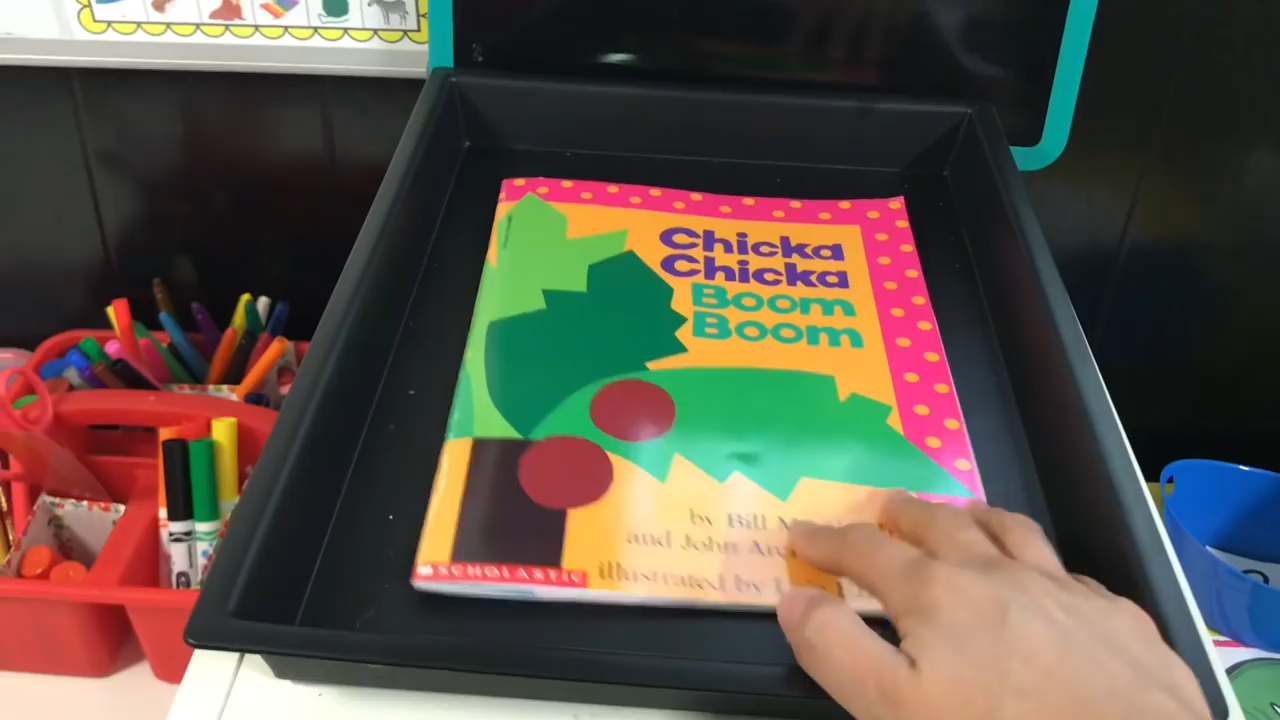 Chicka
Chicka
Boom
Boom
by Bill
and John
illustrated by
SCHOLASTIC